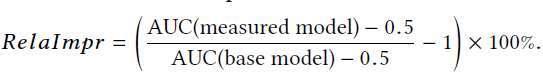 RelaImpr = ( AUC(measured model) − 0.5 / AUC(base model) − 0.5 − 1 ) × 100%.